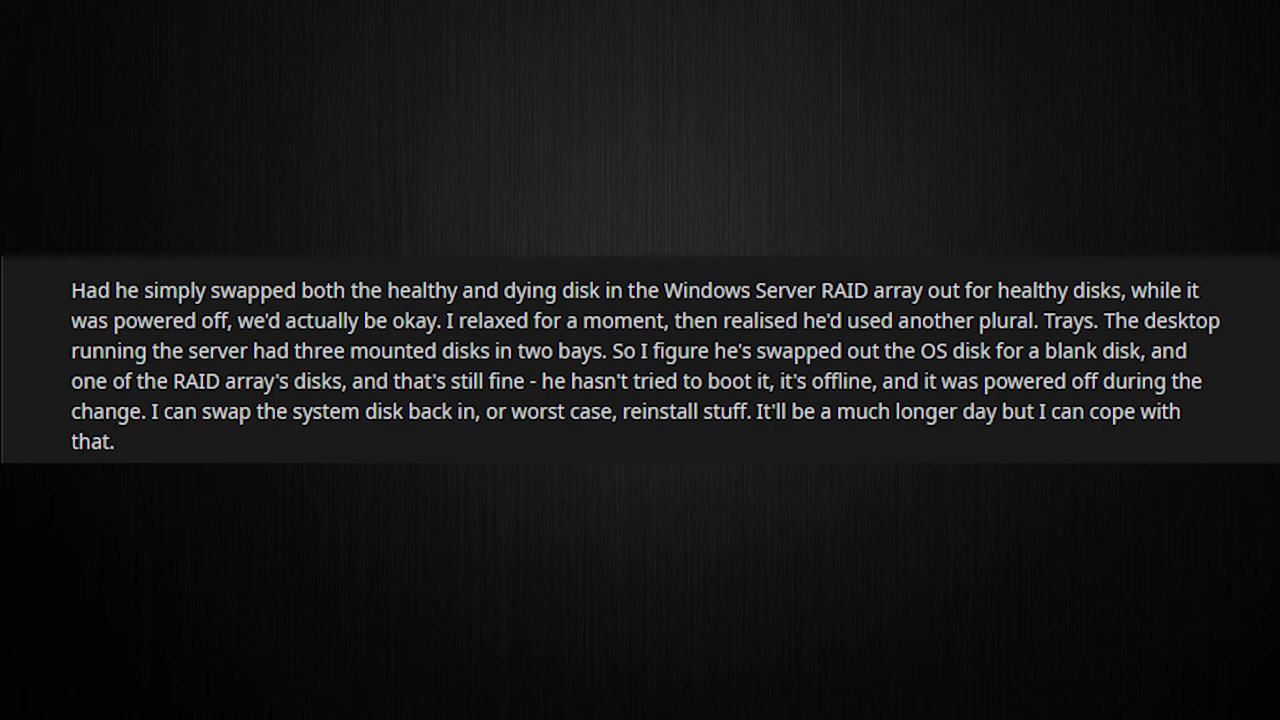 Had he simply swapped both the healthy and dying disk in the Windows Server RAID array out for healthy disks, while it
was powered off, we'd actually be okay. I relaxed for a moment, then realised he'd used another plural. Trays. The desktop
running the server had three mounted disks in two bays. So I figure he's swapped out the OS disk for a blank disk, and
one of the RAID array's disks, and that's still fine - he hasn't tried to boot it, it's offline, and it was powered off during the
change. I can swap the system disk back in, or worst case, reinstall stuff. It'll be a much longer day but I can cope with
that.